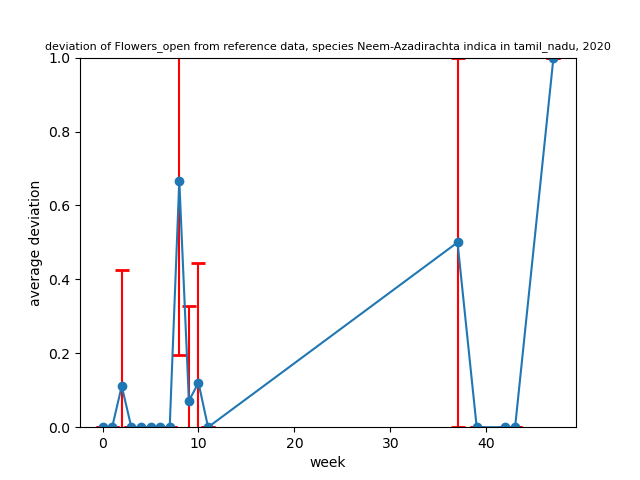 deviation of Flowers_open from reference data, species Neem-Azadirachta indica in tamil_nadu, 2020
1.0
0.8
0.6
0.4
0.2
0.0
average deviation
0 10 20 30 40
week